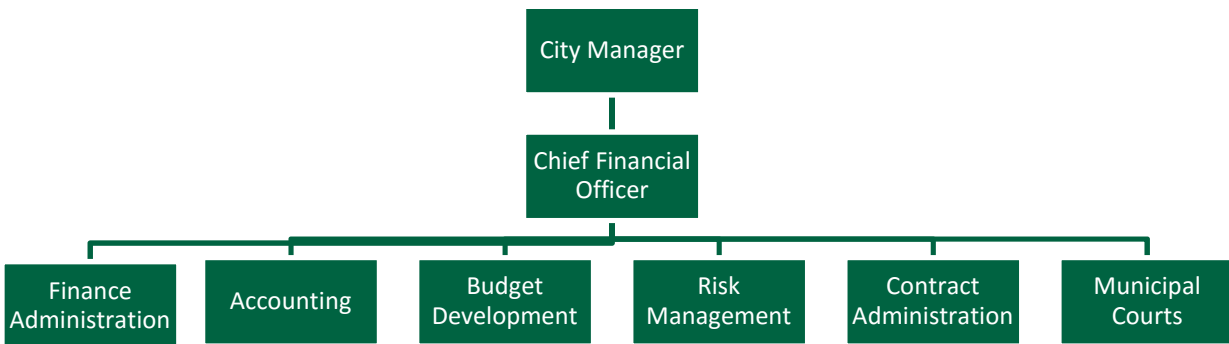 City Manager
Chief Financial
Officer
Finance
Administration
Accounting
Budget
Development
Risk
Management
Contract
Administration
Municipal
Courts